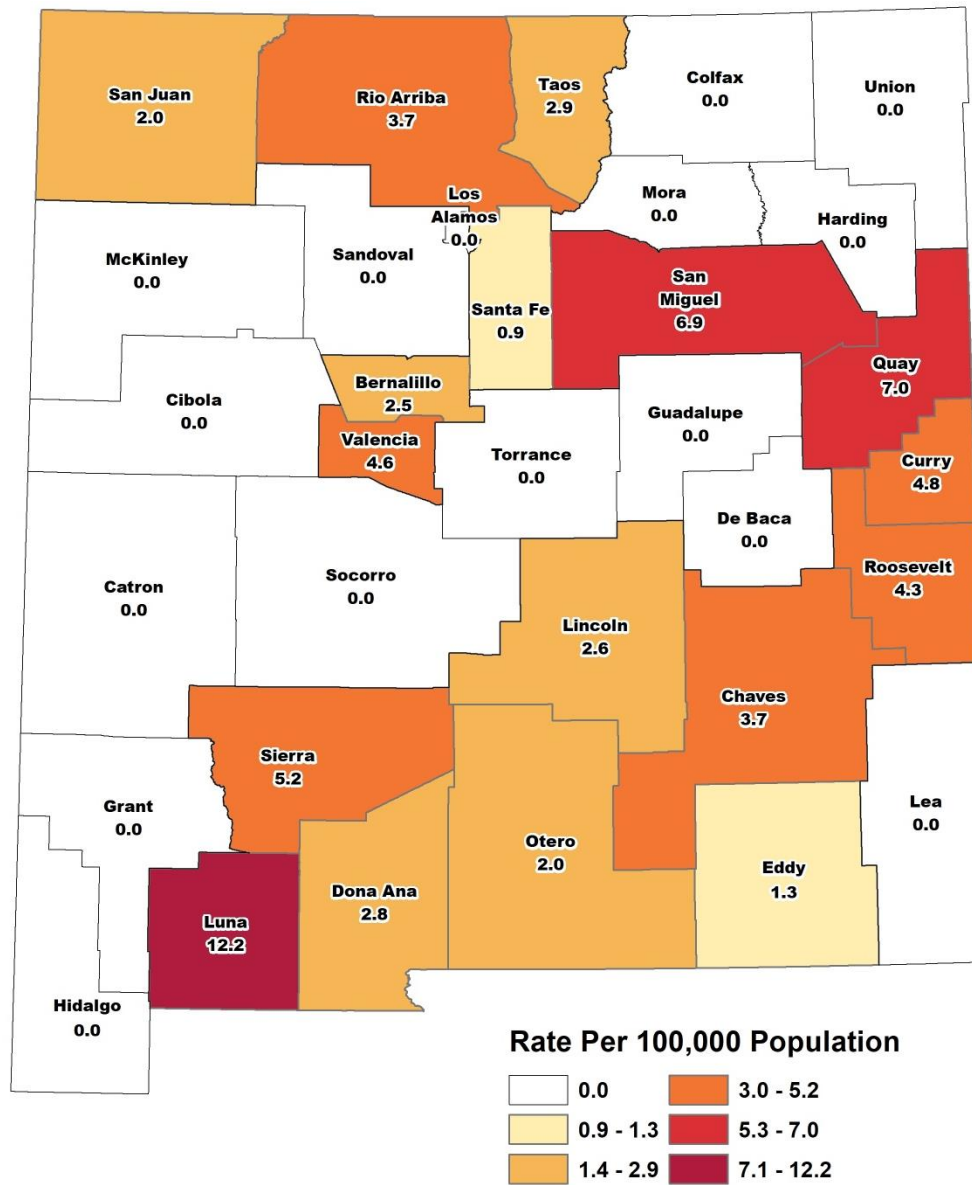 San Juan
2.0
Rio Arriba
3.7
Taos
2.9
Colfax
0.0
Union
0.0
Los
Alamos
0.0
Mora
0.0
Harding
0.0
McKinley
0.0
Sandoval
0.0
Santa Fe
0.9
San
Miguel
6.9
Quay
7.0
Bernalillo
2.5
Cibola
0.0
Guadalupe
0.0
Valencia
4.6
Torrance
0.0
Curry
4.8
De Baca
0.0
Roosevelt
4.3
Catron
0.0
Socorro
0.0
Lincoln
2.6
Chaves
3.7
Sierra
5.2
Grant
0.0
Lea
0.0
Otero
2.0
Eddy
1.3
Dona Ana
2.8
Luna
12.2
Hidalgo
0.0
Rate Per 100,000 Population
0.0
0.9 - 1.3
1.4 - 2.9
3.0 - 5.2
5.3 - 7.0
7.1 - 12.2